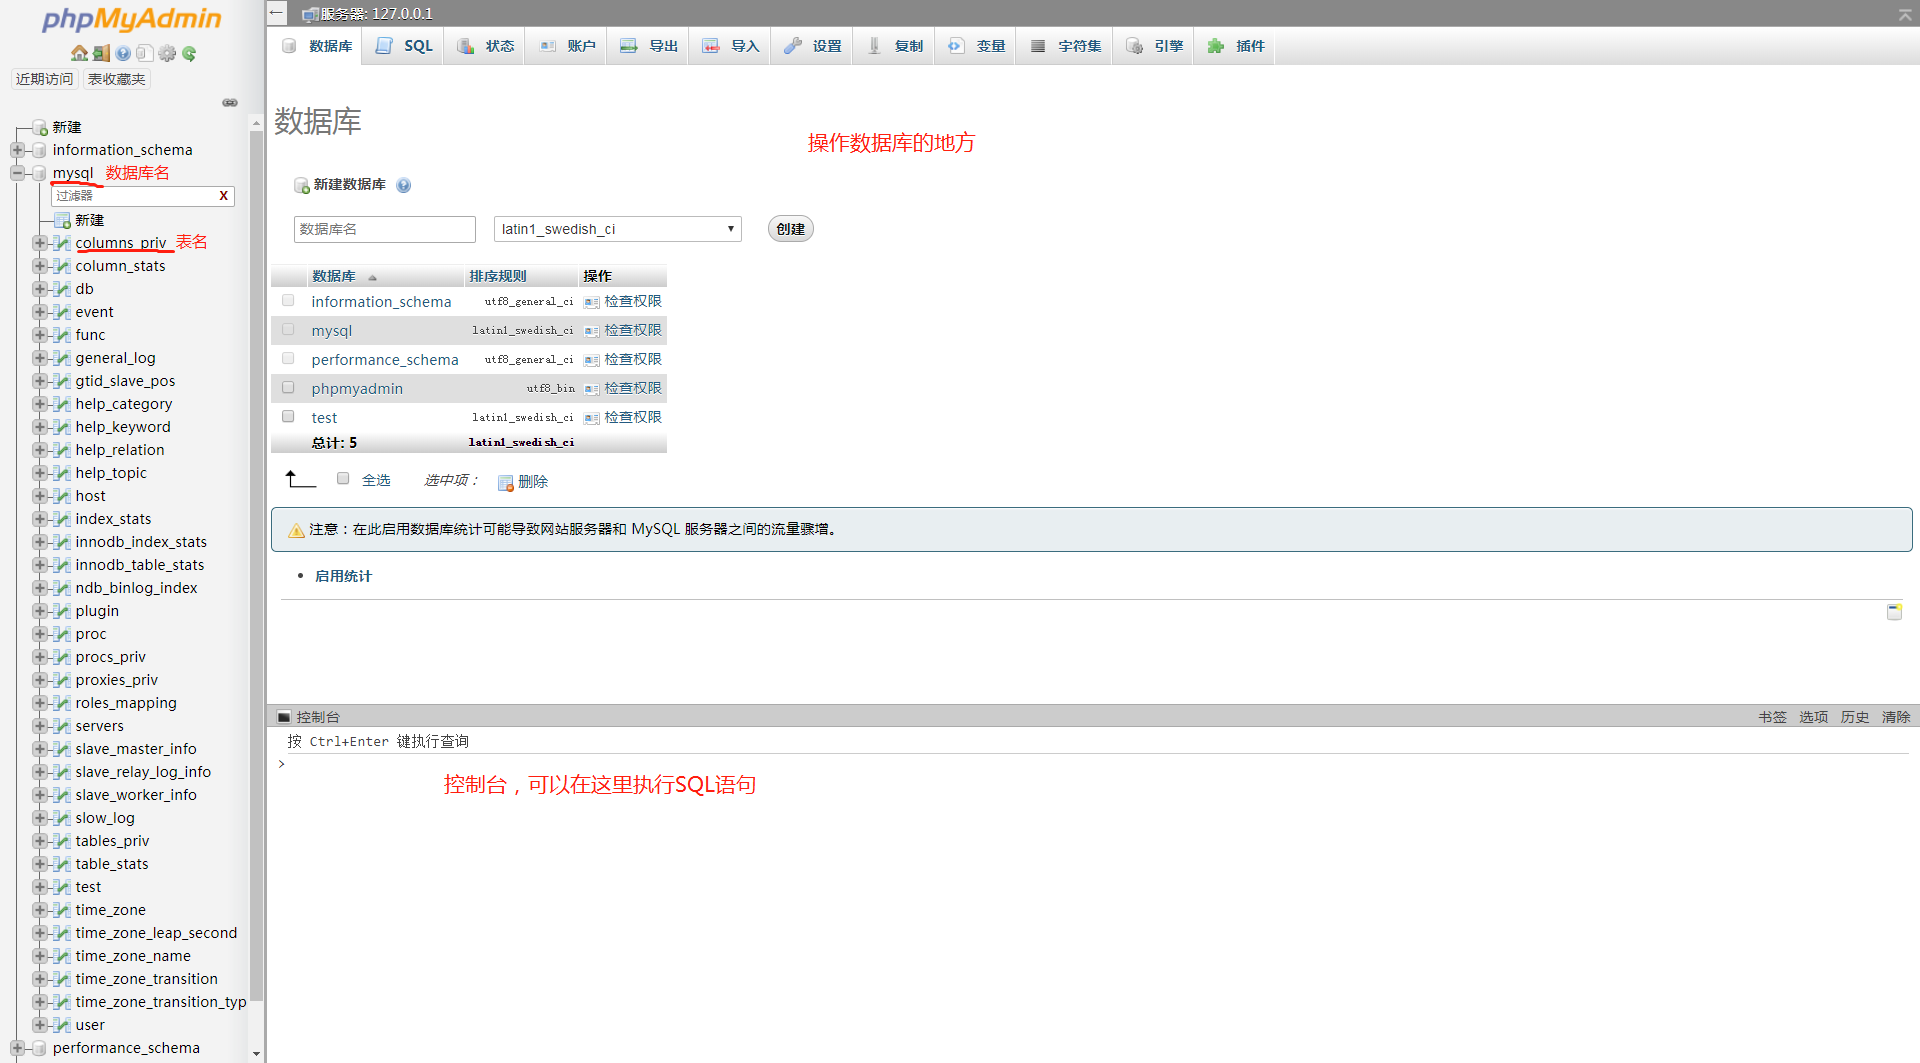 phpMyAdmin
近期访问 表收藏夹
新建
information_schema
mysql 数据库名
过滤器 X
新建
columns_priv 表名
column_stats
db
event
func
general_log
gtid_slave_pos
help_category
help_keyword
help_relation
help_topic
host
index_stats
innodb_index_stats
innodb_table_stats
ndb_binlog_index
plugin
proc
procs_priv
proxies_priv
roles_mapping
servers
slave_master_info
slave_relay_log_info
slave_worker_info
slow_log
tables_priv
table_stats
test
time_zone
time_zone_leap_second
time_zone_name
time_zone_transition
time_zone_transition_typ
user
performance_schema
服务器: 127.0.0.1
数据库 SQL 状态 账户 导出 导入 设置 复制 变量 字符集 引擎 插件
数据库
操作数据库的地方
新建数据库
数据库名 latin1_swedish_ci 创建
数据库 排序规则 操作
information_schema utf8_general_ci 检查权限
mysql latin1_swedish_ci 检查权限
performance_schema utf8_general_ci 检查权限
phpmyadmin utf8_bin 检查权限
test latin1_swedish_ci 检查权限
总计: 5 latin1_swedish_ci
全选 选中项： 删除
注意：在此启用数据库统计可能导致网站服务器和 MySQL 服务器之间的流量骤增。
• 启用统计
控制台 书签 选项 历史 清除
按 Ctrl+Enter 键执行查询
>
控制台，可以在这里执行SQL语句